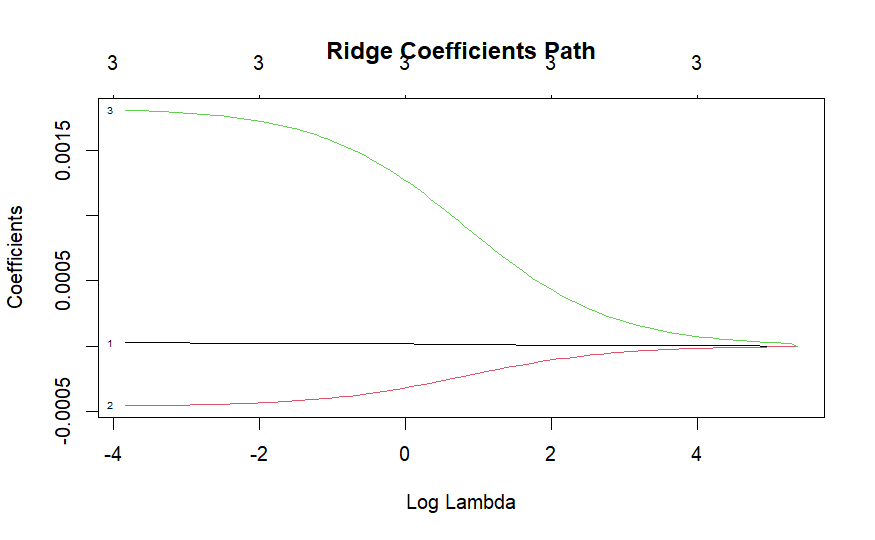 Ridge Coefficients Path
3 3 3 3 3
3
1
2
0.0015
0.0005
-0.0005
Coefficients
-4 -2 0 2 4
Log Lambda